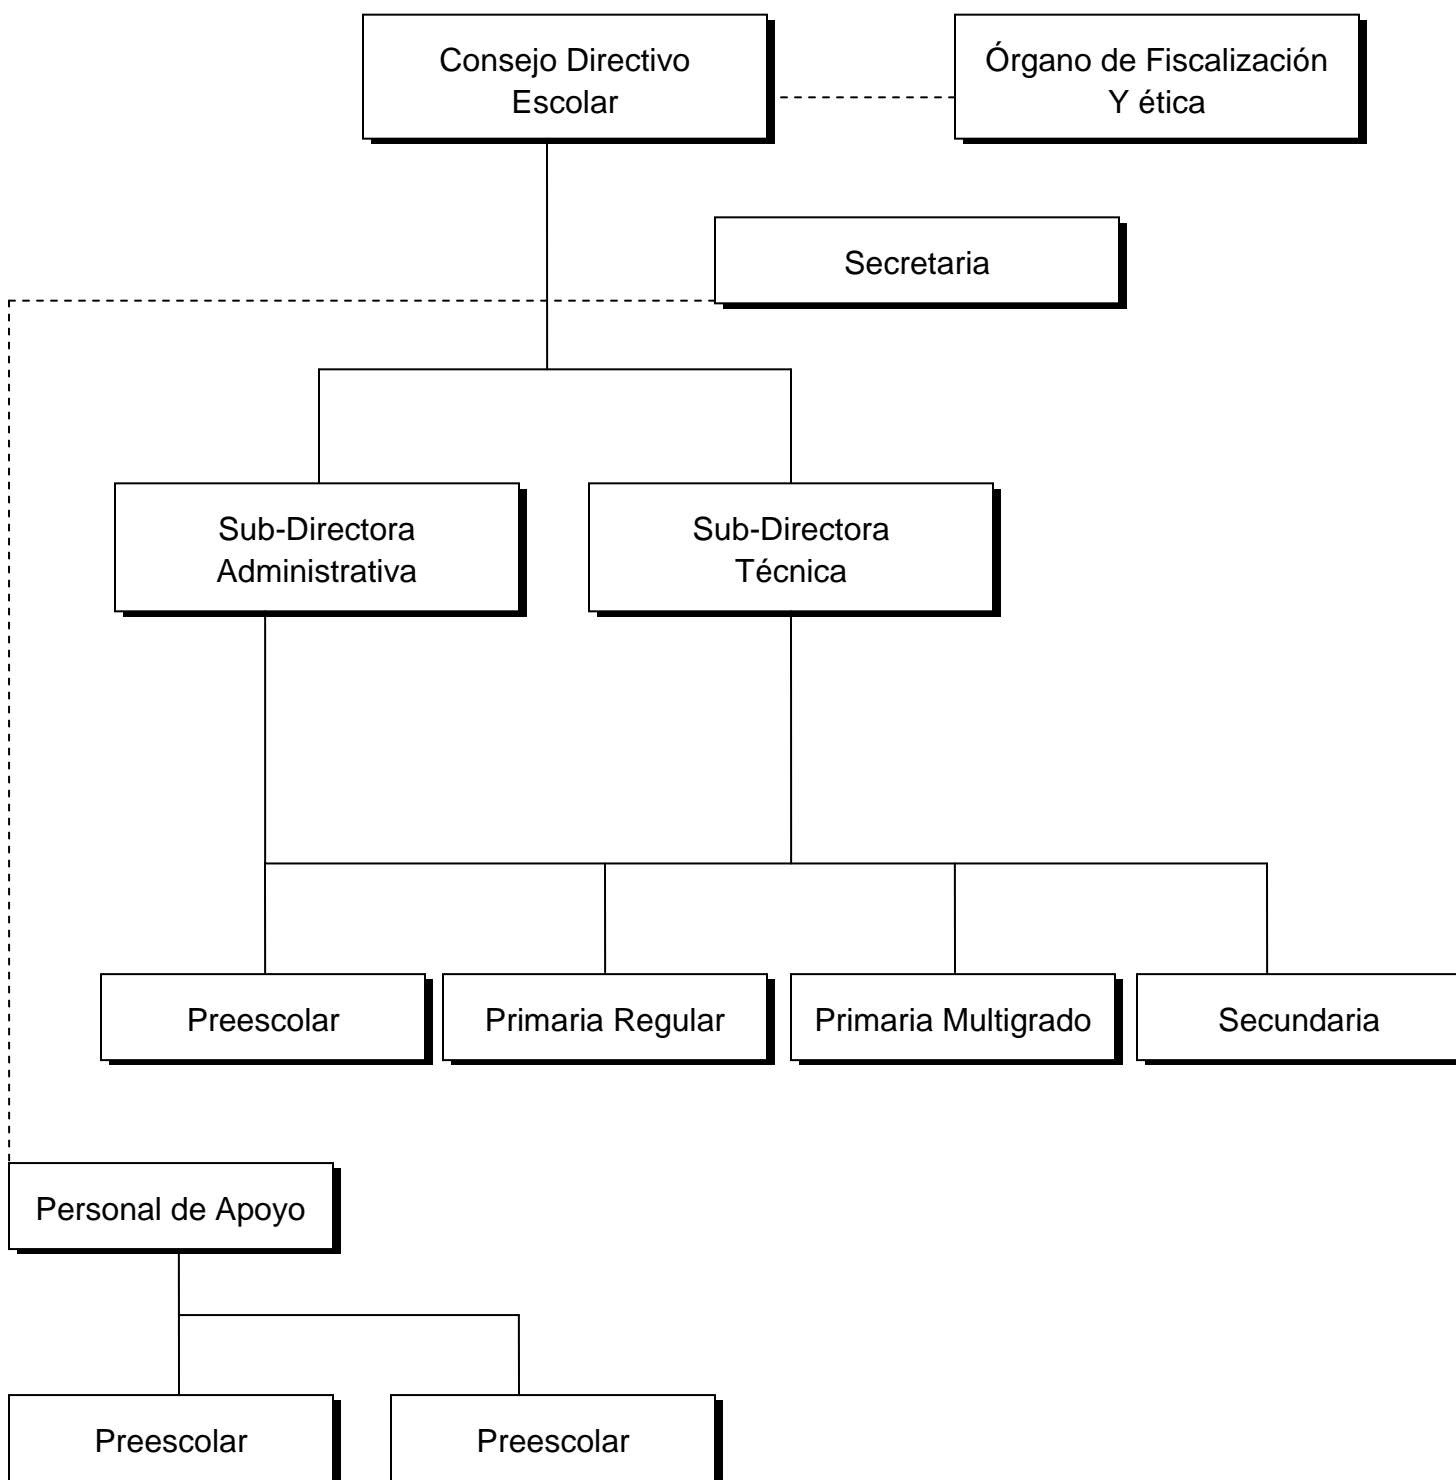 Consejo Directivo
Escolar
Órgano de Fiscalización
Y ética
Secretaria
Sub-Directora
Administrativa
Sub-Directora
Técnica
Preescolar
Primaria Regular
Primaria Multigrado
Secundaria
Personal de Apoyo
Preescolar
Preescolar